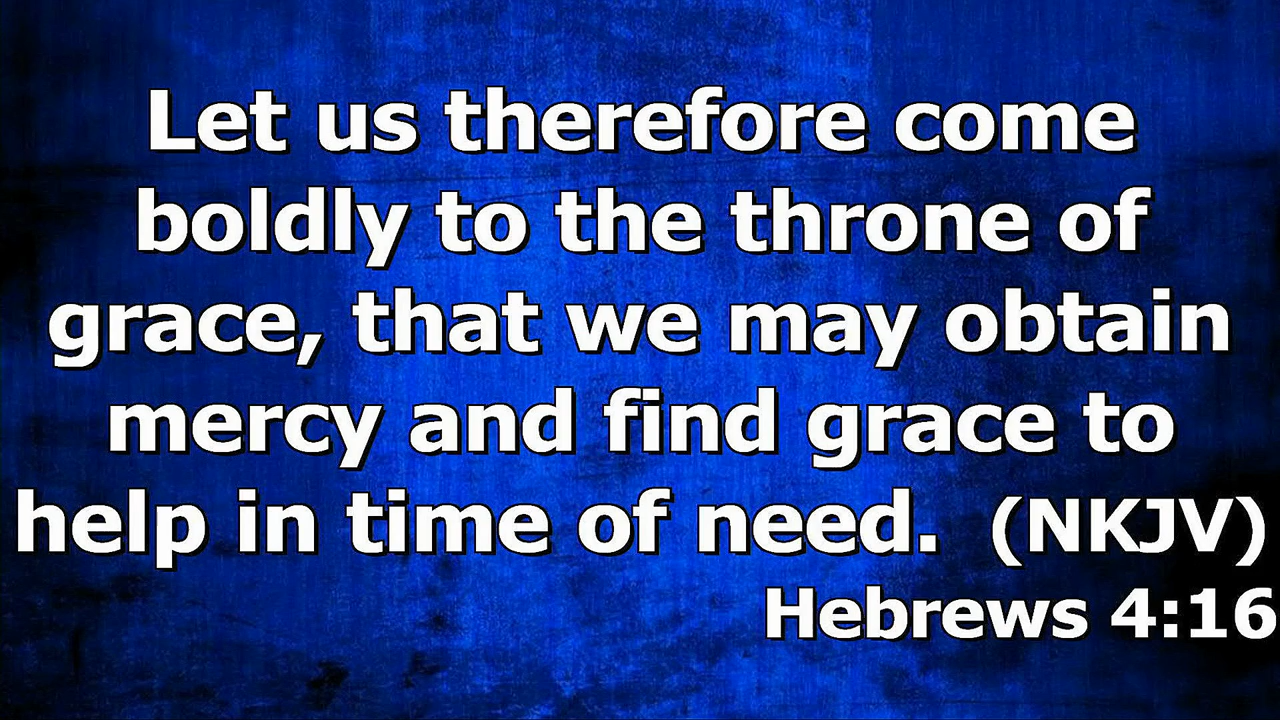 Let us therefore come
boldly to the throne of
grace, that we may obtain
mercy and find grace to
help in time of need.  (NKJV)
Hebrews 4:16